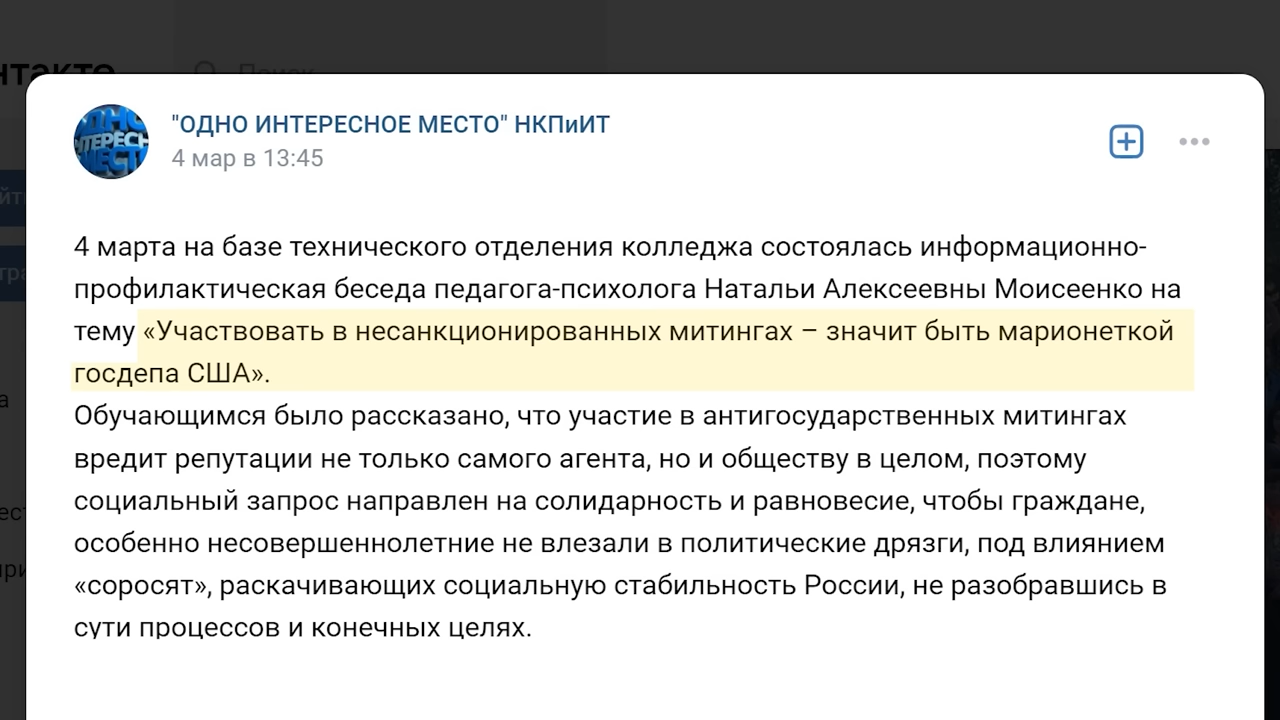 "ОДНО ИНТЕРЕСНОЕ МЕСТО" НКПиИТ
4 мар в 13:45
4 марта на базе технического отделения колледжа состоялась информационно-
профилактическая беседа педагога-психолога Натальи Алексеевны Моисеенко на
тему «Участвовать в несанкционированных митингах – значит быть марионеткой
госдепа США».
Обучающимся было рассказано, что участие в антигосударственных митингах
вредит репутации не только самого агента, но и обществу в целом, поэтому
социальный запрос направлен на солидарность и равновесие, чтобы граждане,
особенно несовершеннолетние не влезали в политические дрязги, под влиянием
«соросят», раскачивающих социальную стабильность России, не разобравшись в
сути процессов и конечных целях.